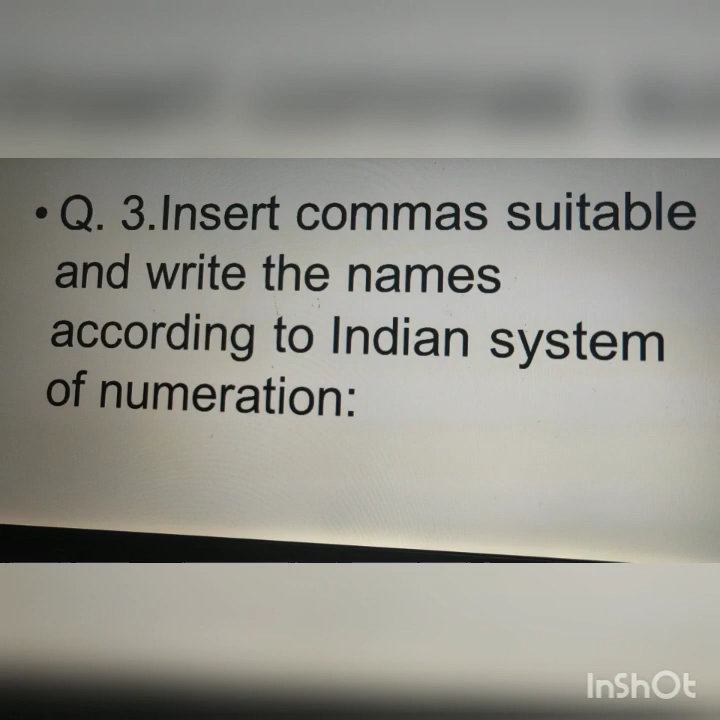 • Q. 3.Insert commas suitable
and write the names
according to Indian system
of numeration:
InShOt